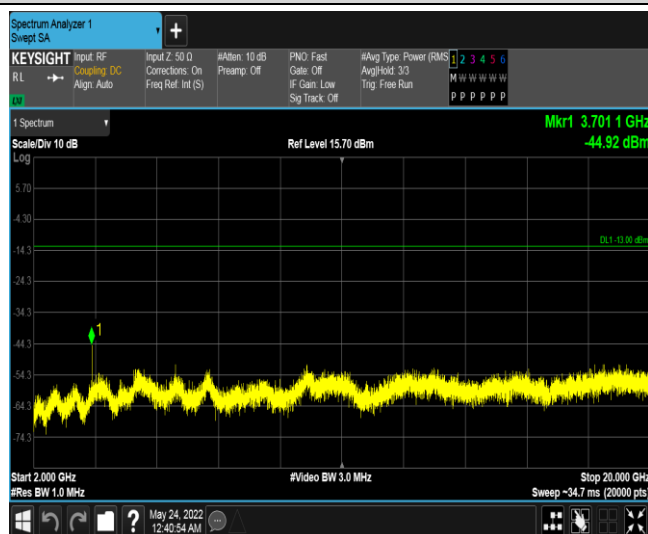 Spectrum Analyzer 1
Swept SA
KEYSIGHT
RL
LXI
Input: RF
Coupling: DC
Align: Auto
Input Z: 50 Ω
Corrections: On
Freq Ref: Int (S)
#Atten: 10 dB
Preamp: Off
PNO: Fast
Gate: Off
IF Gain: Low
Sig Track: Off
#Avg Type: Power (RMS
Avg|Hold: 3/3
Trig: Free Run
1 2 3 4 5 6
M W W W W W
P P P P P P
1 Spectrum
Mkr1 3.701 1 GHz
Scale/Div 10 dB
Ref Level 15.70 dBm
-44.92 dBm
Log
5.70
-4.30
DL1 -13.00 dBm
-14.3
-24.3
-34.3
1
-44.3
-54.3
-64.3
-74.3
Start 2.000 GHz
#Video BW 3.0 MHz
Stop 20.000 GHz
#Res BW 1.0 MHz
Sweep ~34.7 ms (20000 pts)
?
May 24, 2022
12:40:54 AM